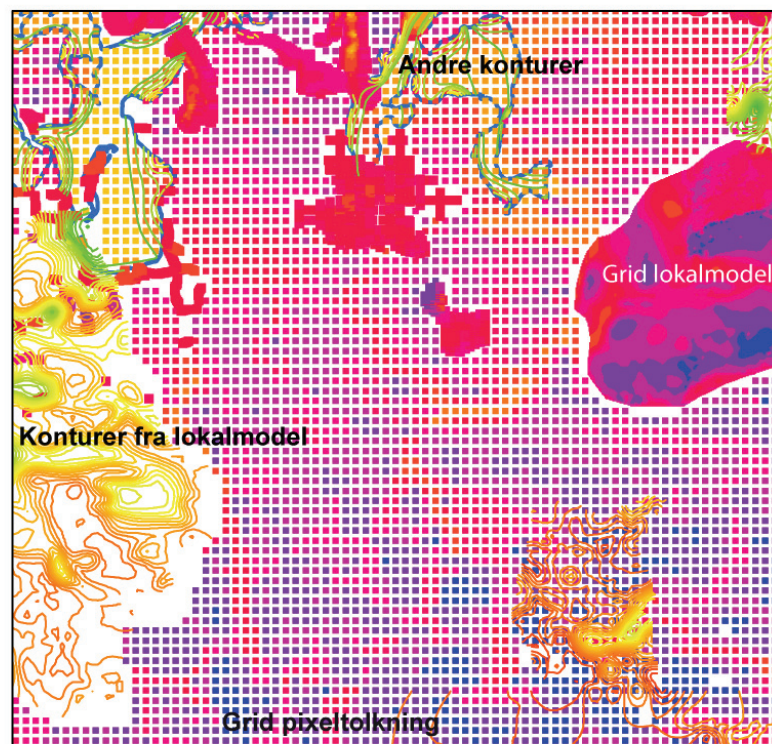 Andre konturer
Grid lokalmodel
Konturer fra lokalmodel
Grid pixeltolkning